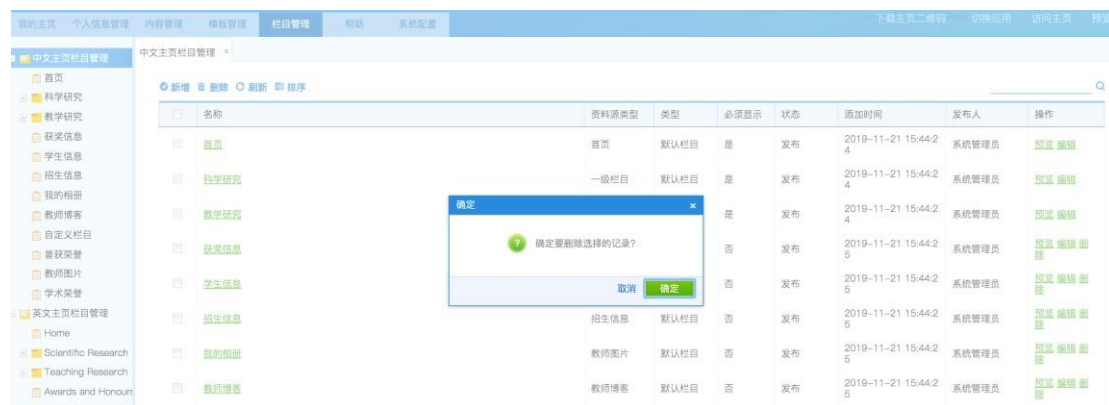 我的主页 个人信息管理 内容管理 模板管理 栏目管理 帮助 系统配置 下载主页二维码 切换应用 访问主页 预览
中文主页栏目管理
首页
科学研究
教学研究
获奖信息
学生信息
招生信息
我的相册
教师博客
自定义栏目
曾获荣誉
教师图片
学术荣誉
英文主页栏目管理
Home
Scientific Research
Teaching Research
Awards and Honours
中文主页栏目管理 ×
新增 删除 刷新 排序
名称 资料源类型 类型 必须显示 状态 添加时间 发布人 操作
首页 首页 默认栏目 是 发布 2019-11-21 15:44:24 系统管理员 预览 编辑
科学研究 一级栏目 默认栏目 是 发布 2019-11-21 15:44:24 系统管理员 预览 编辑
教学研究 是 发布 2019-11-21 15:44:24 系统管理员 预览 编辑
获奖信息 否 发布 2019-11-21 15:44:25 系统管理员 预览 编辑 删除
学生信息 否 发布 2019-11-21 15:44:25 系统管理员 预览 编辑 删除
招生信息 招生信息 默认栏目 否 发布 2019-11-21 15:44:25 系统管理员 预览 编辑 删除
我的相册 教师图片 默认栏目 否 发布 2019-11-21 15:44:25 系统管理员 预览 编辑 删除
教师博客 教师博客 默认栏目 否 发布 2019-11-21 15:44:25 系统管理员 预览 编辑 删除
确定 ×
确定要删除选择的记录?
取消 确定